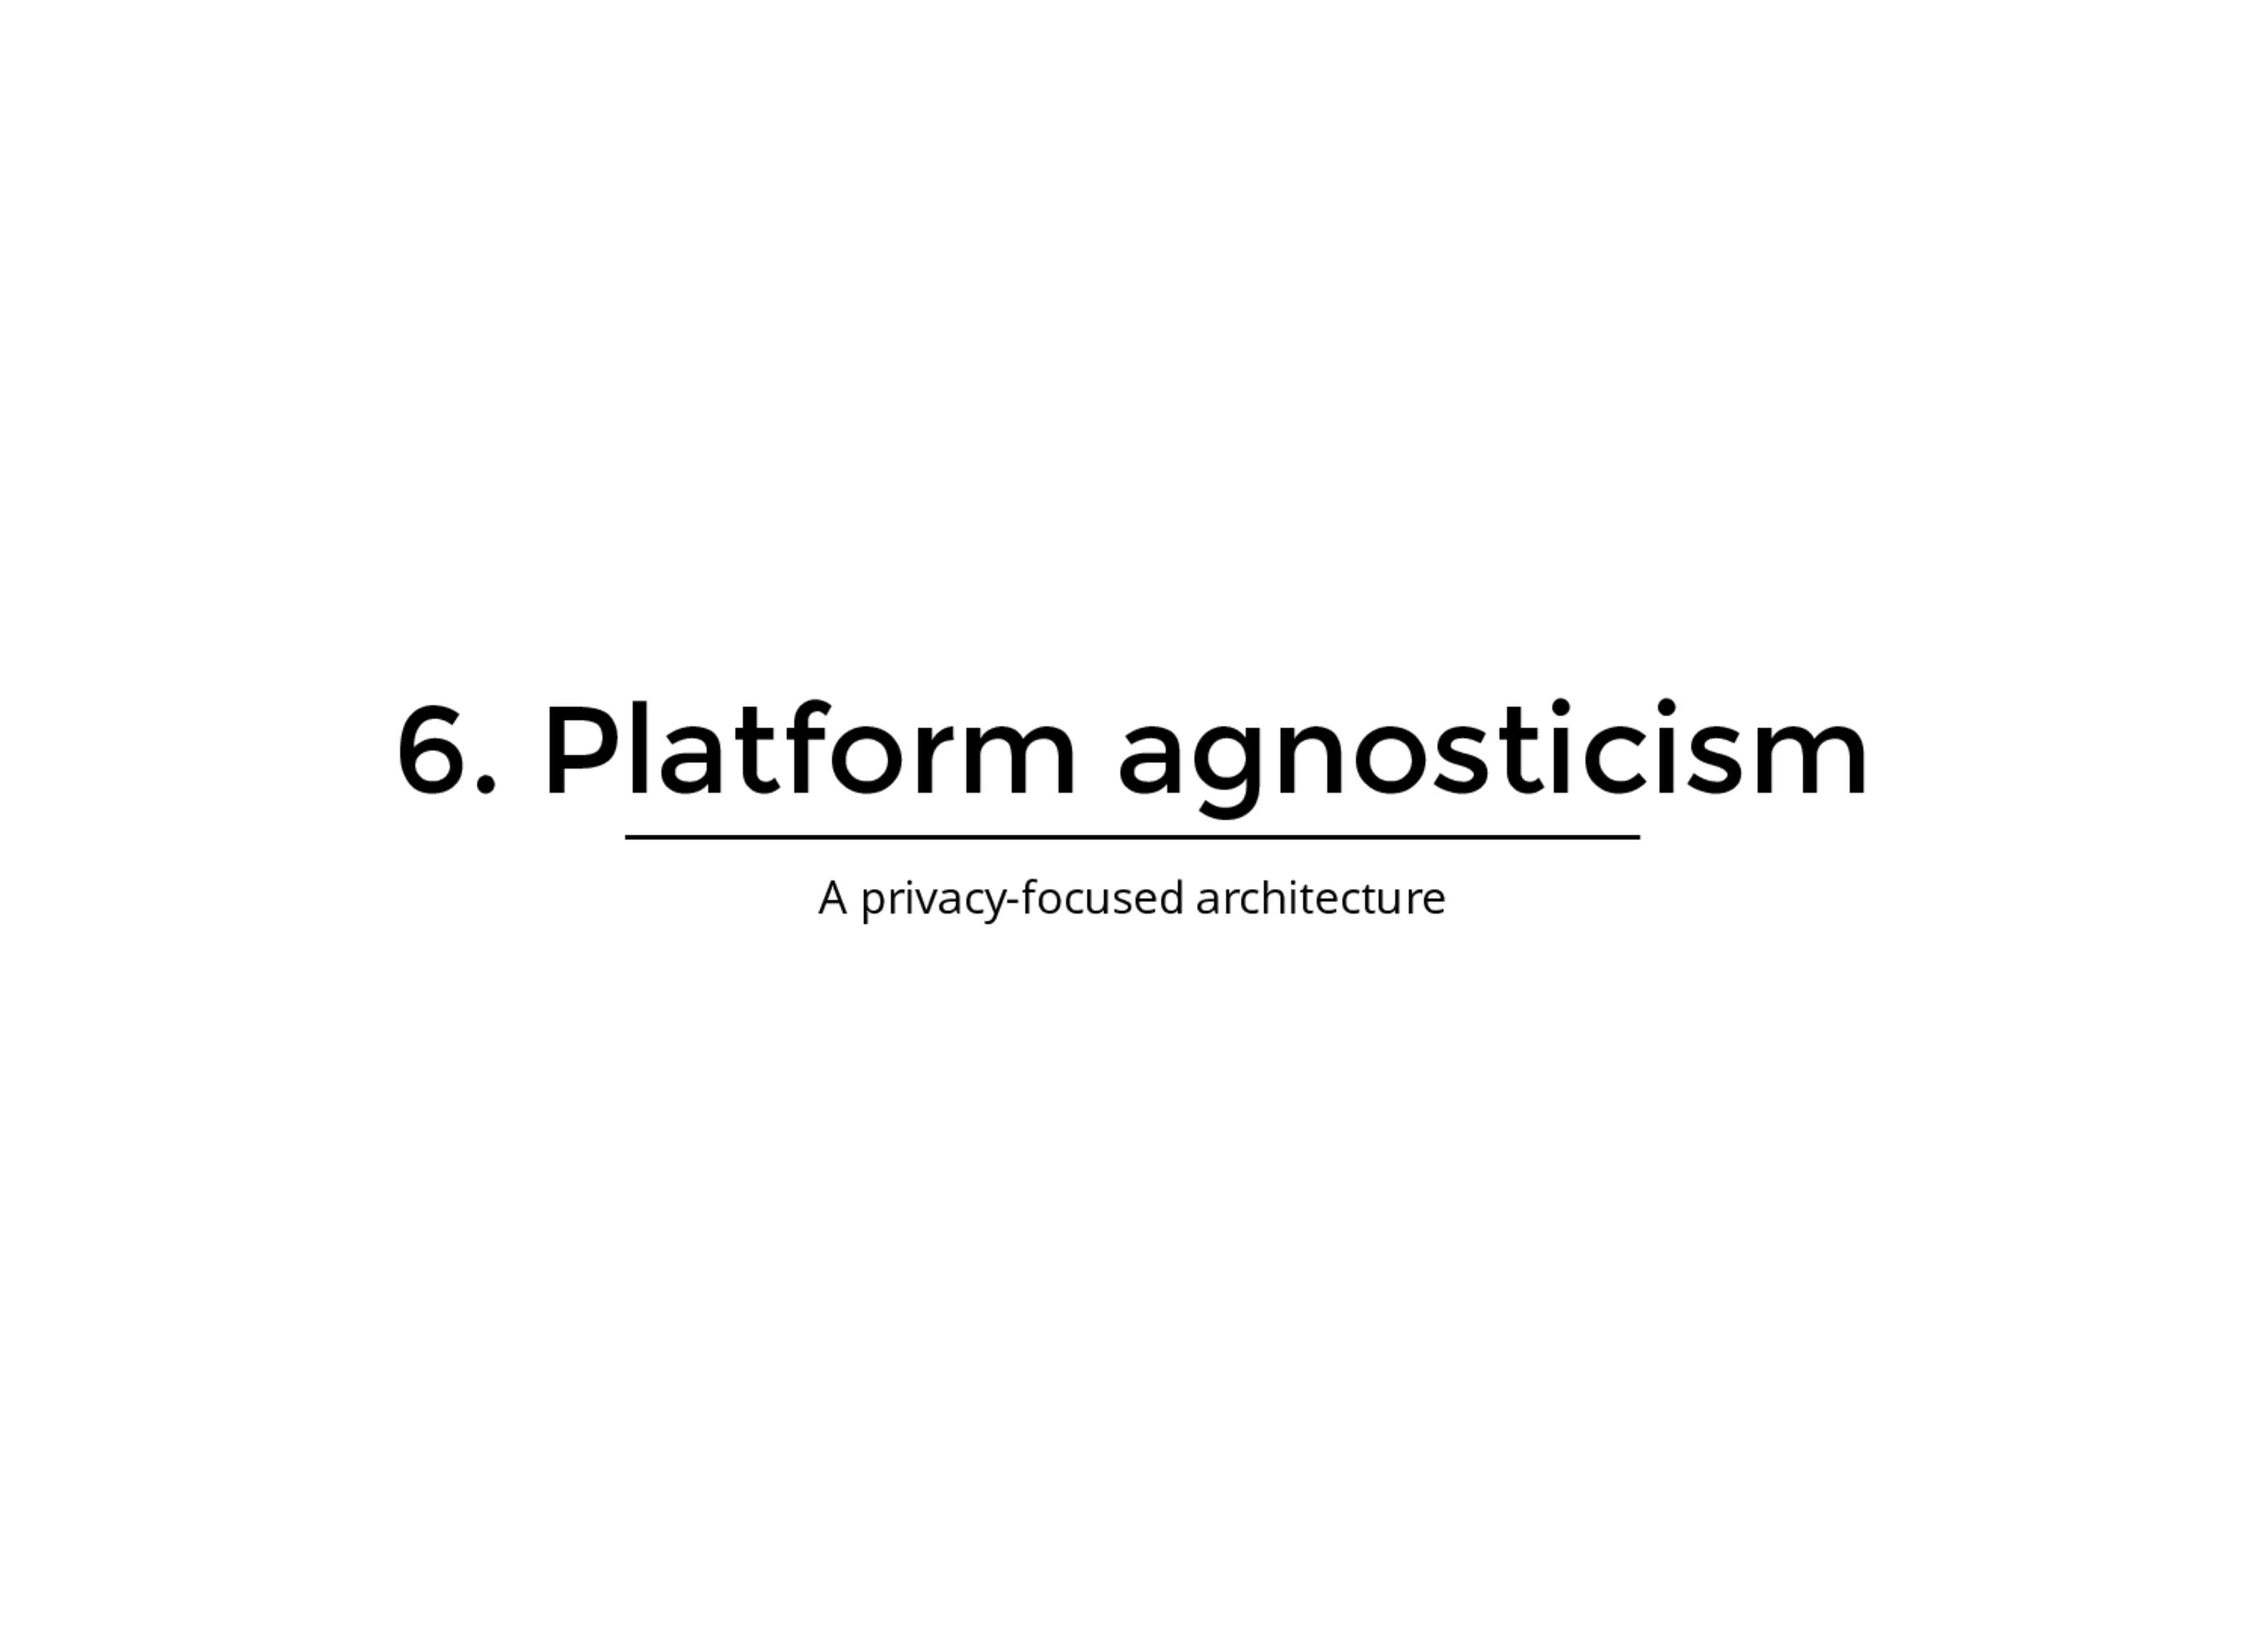 6. Platform agnosticism
A privacy-focused architecture